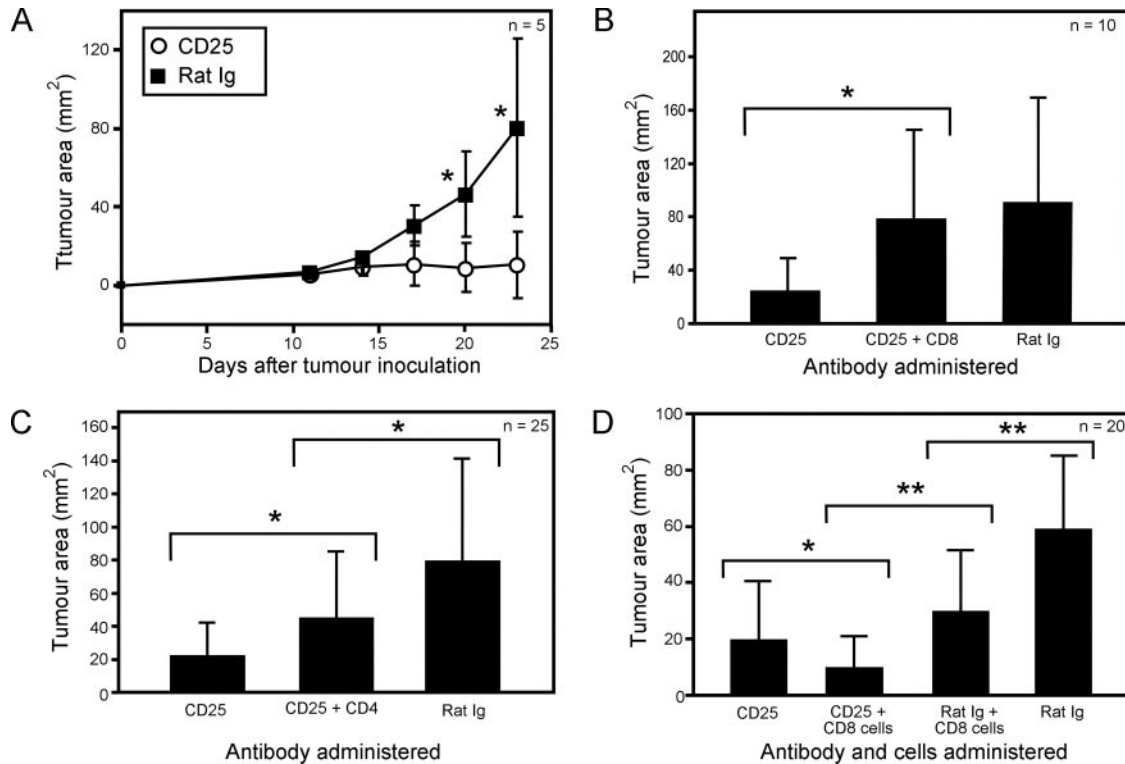 A
n = 5
CD25
Rat Ig
Ttumour area (mm²)
120
80
40
0
*
*
0
5
10
15
20
25
Days after tumour inoculation
B
n = 10
Tumour area (mm²)
200
160
120
80
40
0
*
CD25
CD25 + CD8
Rat Ig
Antibody administered
C
n = 25
Tumour area (mm²)
160
140
120
100
80
60
40
20
0
*
*
CD25
CD25 + CD4
Rat Ig
Antibody administered
D
n = 20
Tumour area (mm²)
100
80
60
40
20
0
*
**
**
CD25
CD25 +
CD8 cells
Rat Ig +
CD8 cells
Rat Ig
Antibody and cells administered